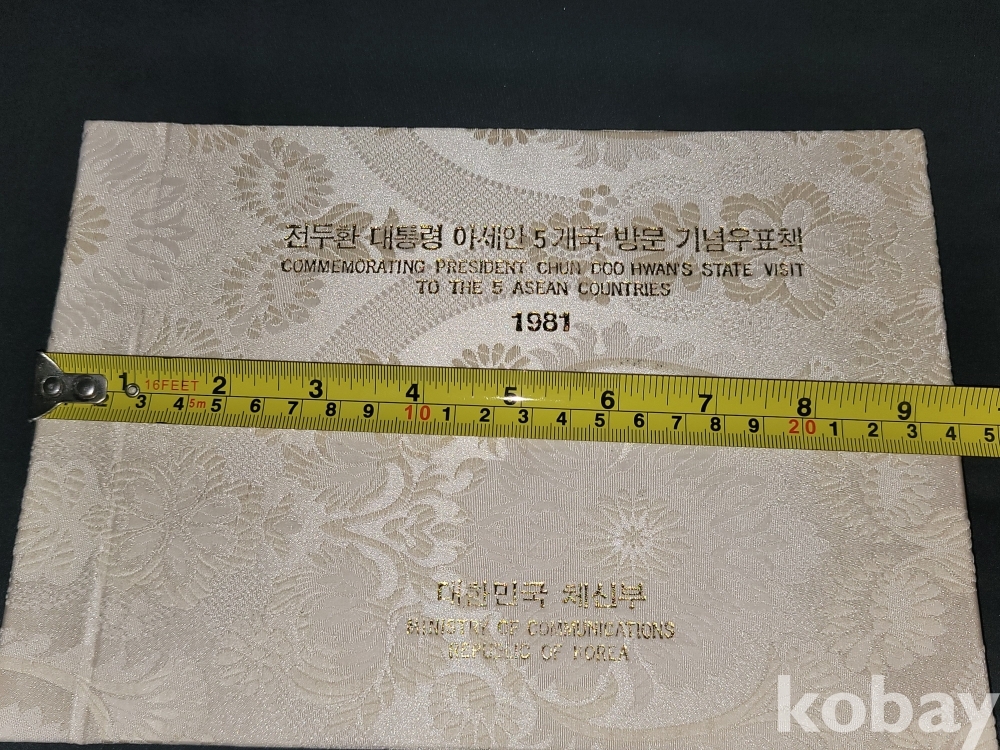 전두환 대통령 아세안 5개국 방문 기념우표책
COMMEMORATING PRESIDENT CHUN DOO HWAN'S STATE VISIT
TO THE 5 ASEAN COUNTRIES
1981
1 16FEET 2 3 4 5 6 7 8 9
3 4 5m 5 6 7 8 9 10 1 2 3 4 5 6 7 8 9 20 1 2 3 4 5
대한민국 체신부
MINISTRY OF COMMUNICATIONS
REPUBLIC OF KOREA
kobay